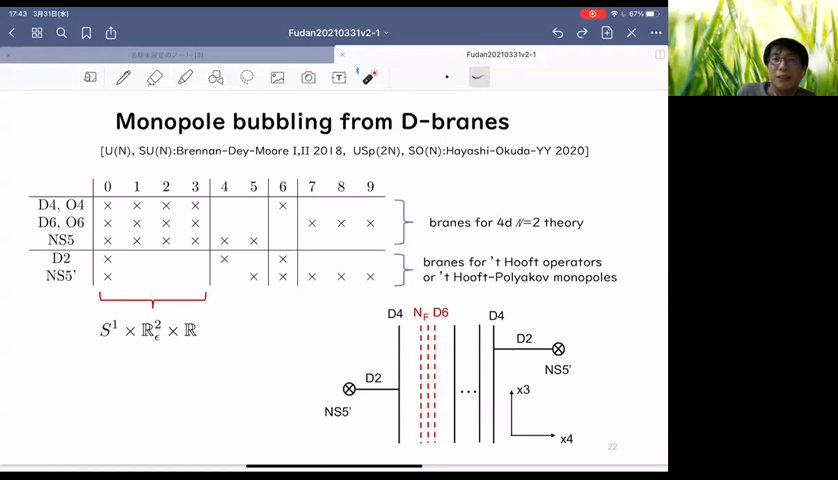 17:43 3月31日(水)
67%
Fudan20210331v2-1
Fudan20210331v2-1
Monopole bubbling from D-branes
[U(N), SU(N):Brennan-Dey-Moore I,II 2018, USp(2N), SO(N):Hayashi-Okuda-YY 2020]
0 1 2 3 4 5 6 7 8 9
D4, O4 × × × × ×
D6, O6 × × × × × × ×
NS5 × × × × × ×
D2 × × ×
NS5' × × × × × ×
branes for 4d 𝒩=2 theory
branes for 't Hooft operators
or 't Hooft-Polyakov monopoles
S¹ × ℝ²_ϵ × ℝ
D4 N_F D6 D4
D2
NS5'
D2
NS5'
...
x3
x4
22